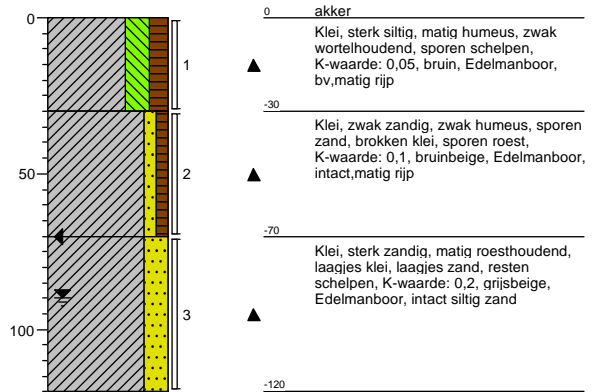 0
0
akker
Klei, sterk siltig, matig humeus, zwak
wortelhoudend, sporen schelpen,
K-waarde: 0,05, bruin, Edelmanboor,
bv,matig rijp
1
-30
Klei, zwak zandig, zwak humeus, sporen
zand, brokken klei, sporen roest,
K-waarde: 0,1, bruinbeige, Edelmanboor,
intact,matig rijp
50
2
-70
Klei, sterk zandig, matig roesthoudend,
laagjes klei, laagjes zand, resten
schelpen, K-waarde: 0,2, grijsbeige,
Edelmanboor, intact siltig zand
3
100
-120